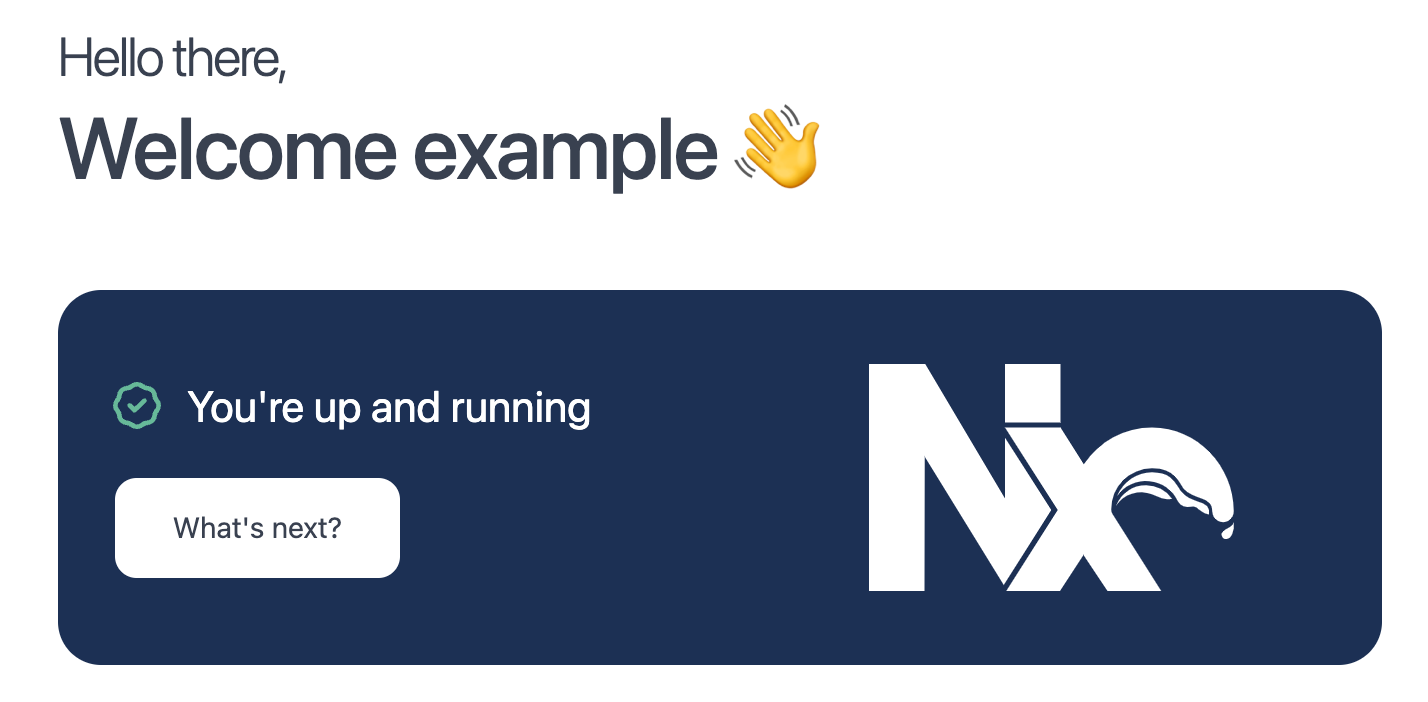 Hello there,
Welcome example 👋
You're up and running
What's next?
Nx